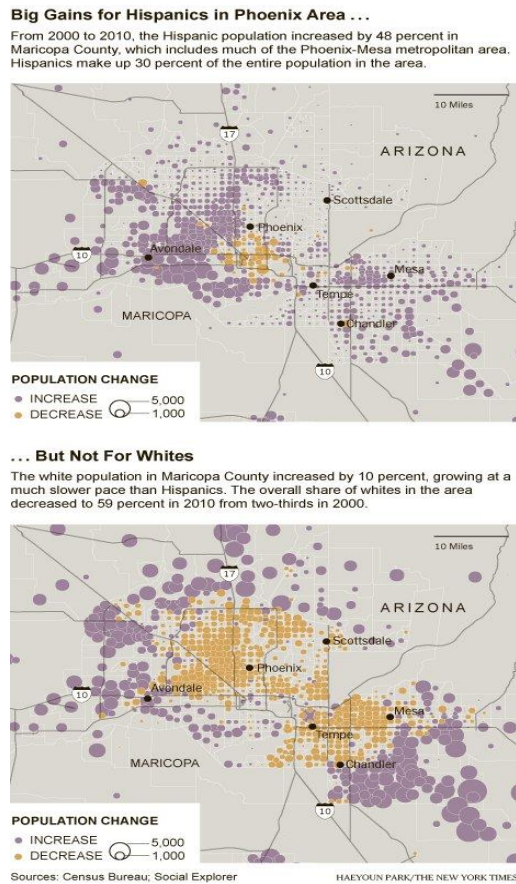 Big Gains for Hispanics in Phoenix Area ...
From 2000 to 2010, the Hispanic population increased by 48 percent in
Maricopa County, which includes much of the Phoenix-Mesa metropolitan area.
Hispanics make up 30 percent of the entire population in the area.
10 Miles
17
ARIZONA
Scottsdale
Phoenix
Avondale
10
Mesa
Tempe
MARICOPA
Chandler
10
POPULATION CHANGE
INCREASE
DECREASE
5,000
1,000
... But Not For Whites
The white population in Maricopa County increased by 10 percent, growing at a
much slower pace than Hispanics. The overall share of whites in the area
decreased to 59 percent in 2010 from two-thirds in 2000.
10 Miles
17
ARIZONA
Scottsdale
Phoenix
Avondale
10
Mesa
Tempe
MARICOPA
Chandler
10
POPULATION CHANGE
INCREASE
DECREASE
5,000
1,000
Sources: Census Bureau; Social Explorer
HAEYOUN PARK/THE NEW YORK TIMES